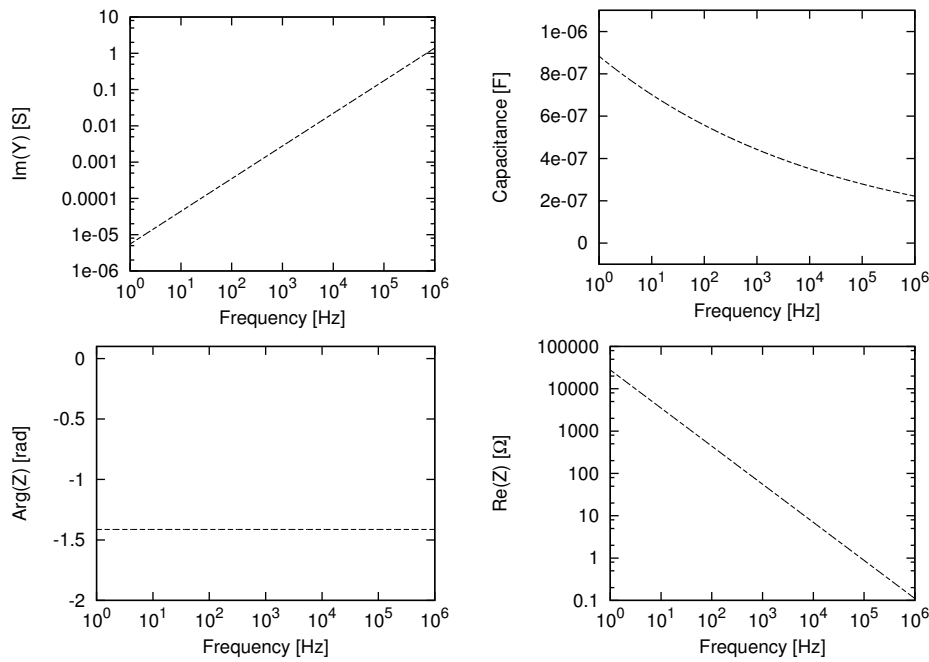 10
1
0.1
0.01
0.001
0.0001
1e-05
1e-06
Im(Y) [S]
10^0 10^1 10^2 10^3 10^4 10^5 10^6
Frequency [Hz]
1e-06
8e-07
6e-07
4e-07
2e-07
0
Capacitance [F]
10^0 10^1 10^2 10^3 10^4 10^5 10^6
Frequency [Hz]
0
-0.5
-1
-1.5
-2
Arg(Z) [rad]
10^0 10^1 10^2 10^3 10^4 10^5 10^6
Frequency [Hz]
100000
10000
1000
100
10
1
0.1
Re(Z) [Ω]
10^0 10^1 10^2 10^3 10^4 10^5 10^6
Frequency [Hz]